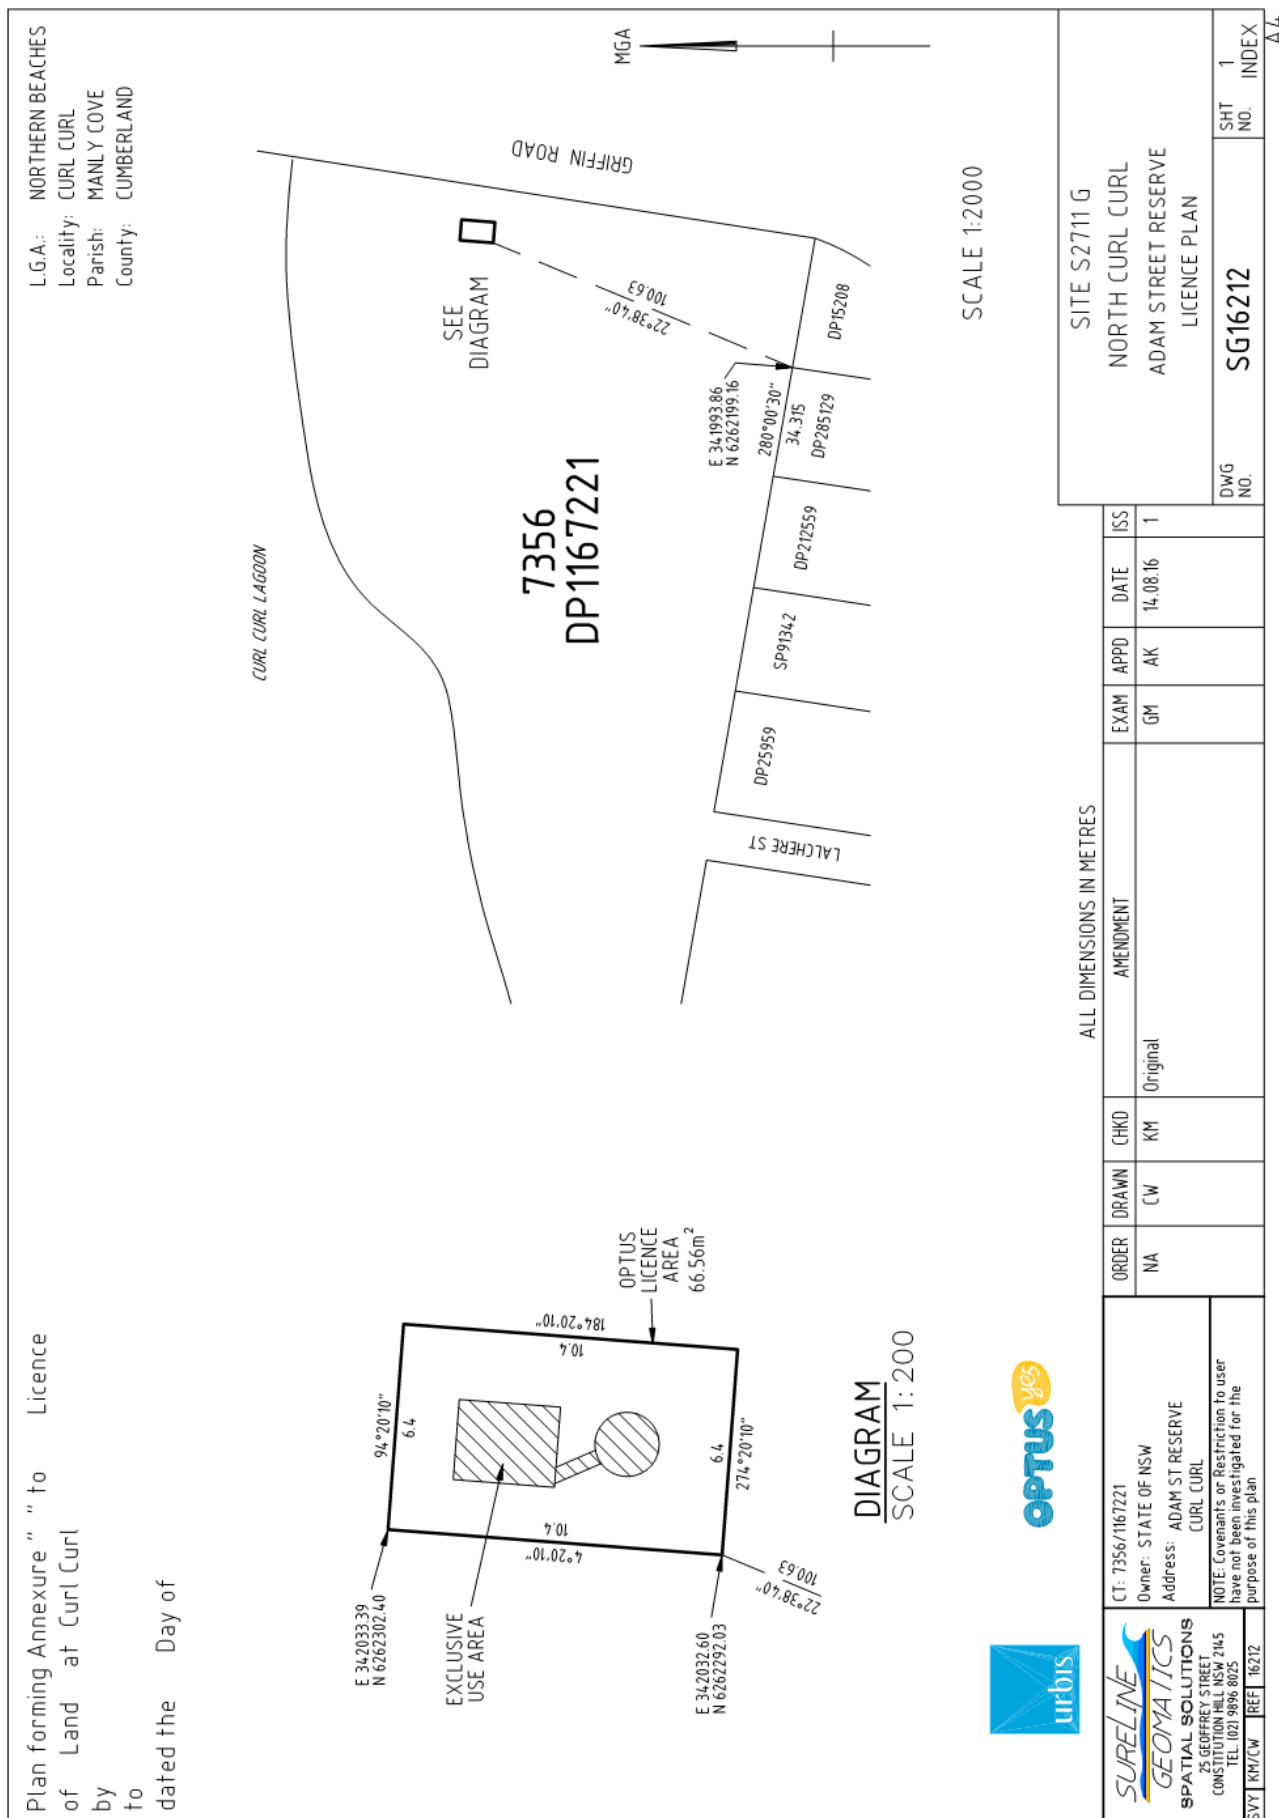 Plan forming Annexure " " to Licence
of Land at Curl Curl
by
to
dated the Day of
L.G.A.: NORTHERN BEACHES
Locality: CURL CURL
Parish: MANLY COVE
County: CUMBERLAND
MGA
CURL CURL LAGOON
GRIFFIN ROAD
SEE
DIAGRAM
22°38'40"
100.63
7356
DP1167221
E 341993.86
N 6262199.16
280°00'30"
34.315
DP15208
DP285129
DP212559
SP91342
DP25959
LALCHERE ST
SCALE 1:2000
E 342033.39
N 6262302.40
94°20'10"
6.4
184°20'10"
10.4
OPTUS
LICENCE
AREA
66.56m²
EXCLUSIVE
USE AREA
4°20'10"
10.4
6.4
274°20'10"
E 342032.60
N 6262292.03
22°38'40"
100.63
DIAGRAM
SCALE 1:200
ALL DIMENSIONS IN METRES
urbis
OPTUS yes
SURELINE
GEOMATICS
SPATIAL SOLUTIONS
25 GEOFFREY STREET
CONSTITUTION HILL NSW 2145
TEL. (02) 9896 8025
SVY KM/CW REF 16212
CT: 7356/1167221
Owner: STATE OF NSW
Address: ADAM ST RESERVE
CURL CURL
NOTE: Covenants or Restriction to user
have not been investigated for the
purpose of this plan
ORDER DRAWN CHKD AMENDMENT EXAM APPD DATE ISS
NA CW KM Original GM AK 14.08.16 1
SITE S2711 G
NORTH CURL CURL
ADAM STREET RESERVE
LICENCE PLAN
DWG
NO.
SG16212
SHT
NO.
1
INDEX
A4